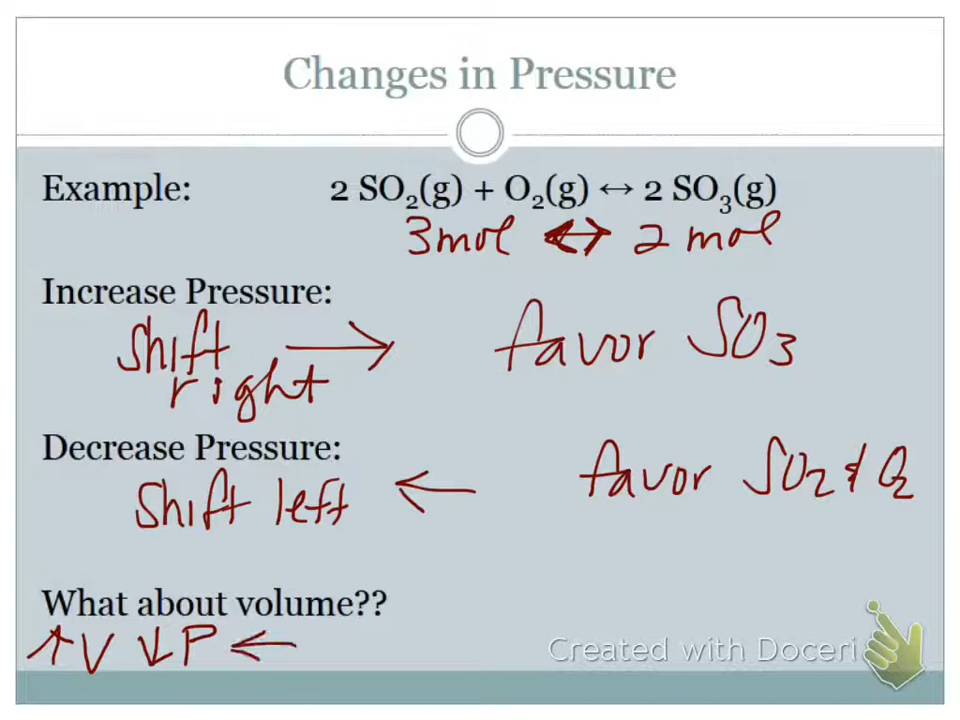 Changes in Pressure
Example: 2 SO₂(g) + O₂(g) ↔ 2 SO₃(g)
3mol ↔ 2 mol
Increase Pressure:
shift → favor SO₃
right
Decrease Pressure:
shift left ← favor SO₂ & O₂
What about volume??
↑V ↓P ←
Created with Doceri